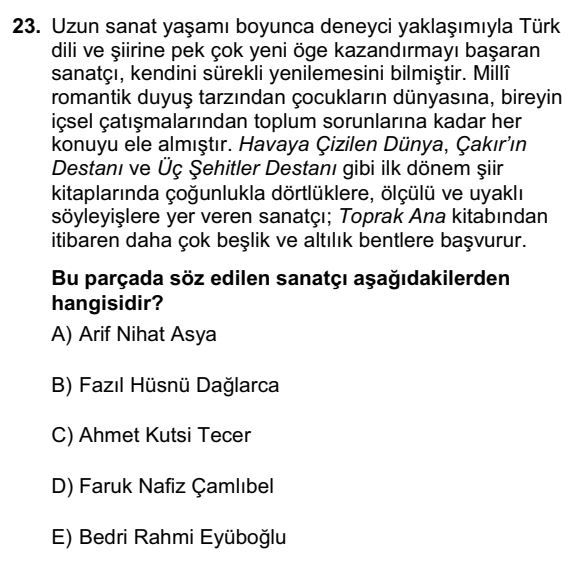 23. Uzun sanat yaşamı boyunca deneyci yaklaşımıyla Türk
dili ve şiirine pek çok yeni öge kazandırmayı başaran
sanatçı, kendini sürekli yenilemesini bilmiştir. Millî
romantik duyuş tarzından çocukların dünyasına, bireyin
içsel çatışmalarından toplum sorunlarına kadar her
konuyu ele almıştır. Havaya Çizilen Dünya, Çakır'ın
Destanı ve Üç Şehitler Destanı gibi ilk dönem şiir
kitaplarında çoğunlukla dörtlüklere, ölçülü ve uyaklı
söyleyişlere yer veren sanatçı; Toprak Ana kitabından
itibaren daha çok beşlik ve altılık bentlere başvurur.
Bu parçada söz edilen sanatçı aşağıdakilerden
hangisidir?
A) Arif Nihat Asya
B) Fazıl Hüsnü Dağlarca
C) Ahmet Kutsi Tecer
D) Faruk Nafiz Çamlıbel
E) Bedri Rahmi Eyüboğlu